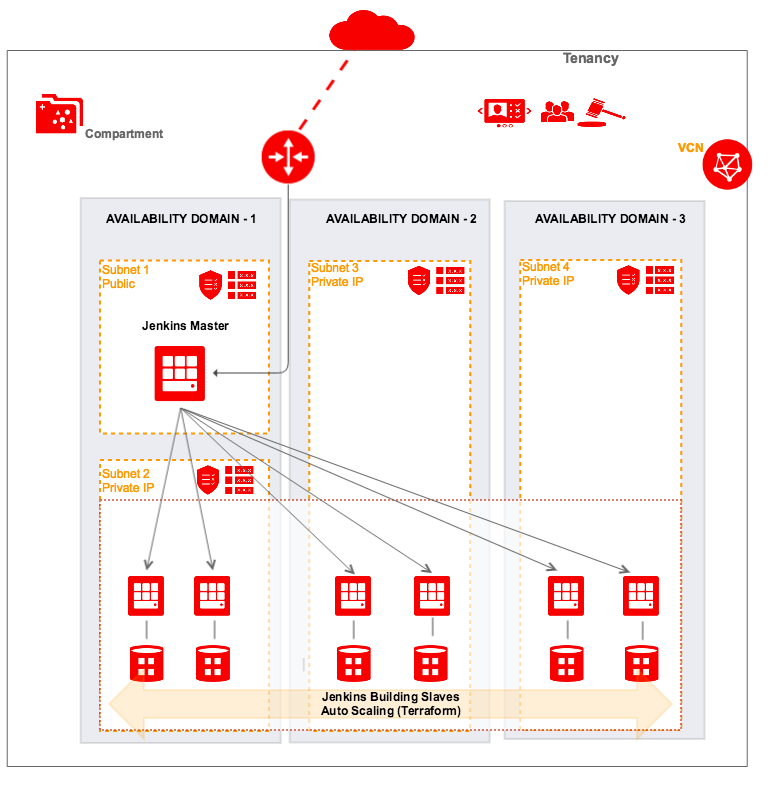 Tenancy
Compartment
VCN
AVAILABILITY DOMAIN - 1
AVAILABILITY DOMAIN - 2
AVAILABILITY DOMAIN - 3
Subnet 1
Public
Subnet 3
Private IP
Subnet 4
Private IP
Jenkins Master
Subnet 2
Private IP
Jenkins Building Slaves
Auto Scaling (Terraform)